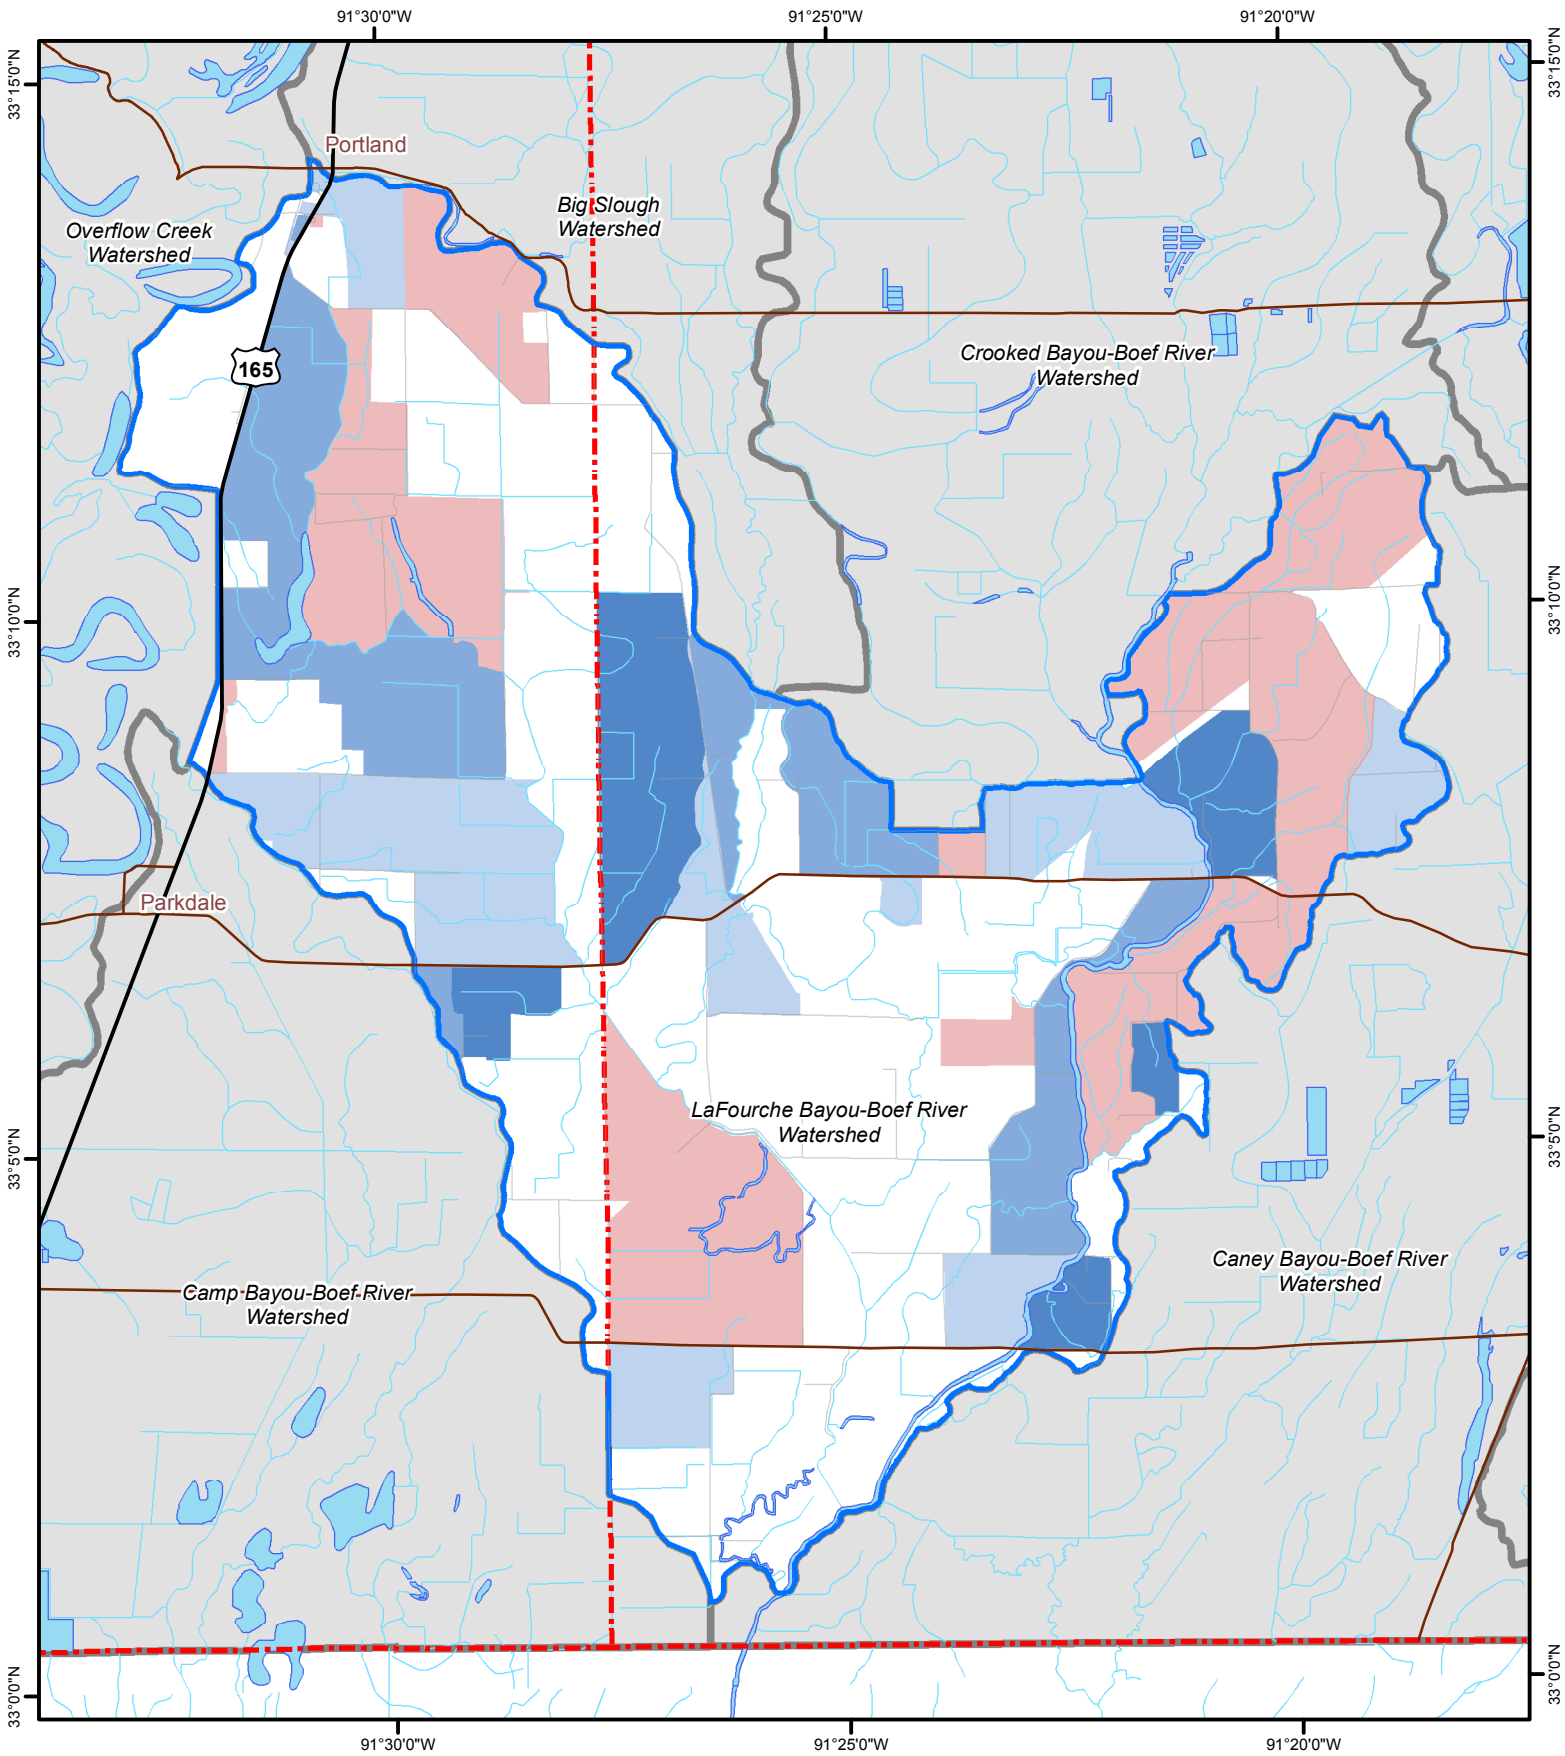 91°30'0"W
91°25'0"W
91°20'0"W
33°15'0"N
33°15'0"N
Portland
Big Slough
Watershed
Overflow Creek
Watershed
165
Crooked Bayou-Boef River
Watershed
33°10'0"N
33°10'0"N
Parkdale
LaFourche Bayou-Boef River
Watershed
33°5'0"N
33°5'0"N
Caney Bayou-Boef River
Watershed
Camp Bayou-Boef River
Watershed
33°0'0"N
33°0'0"N
91°30'0"W
91°25'0"W
91°20'0"W